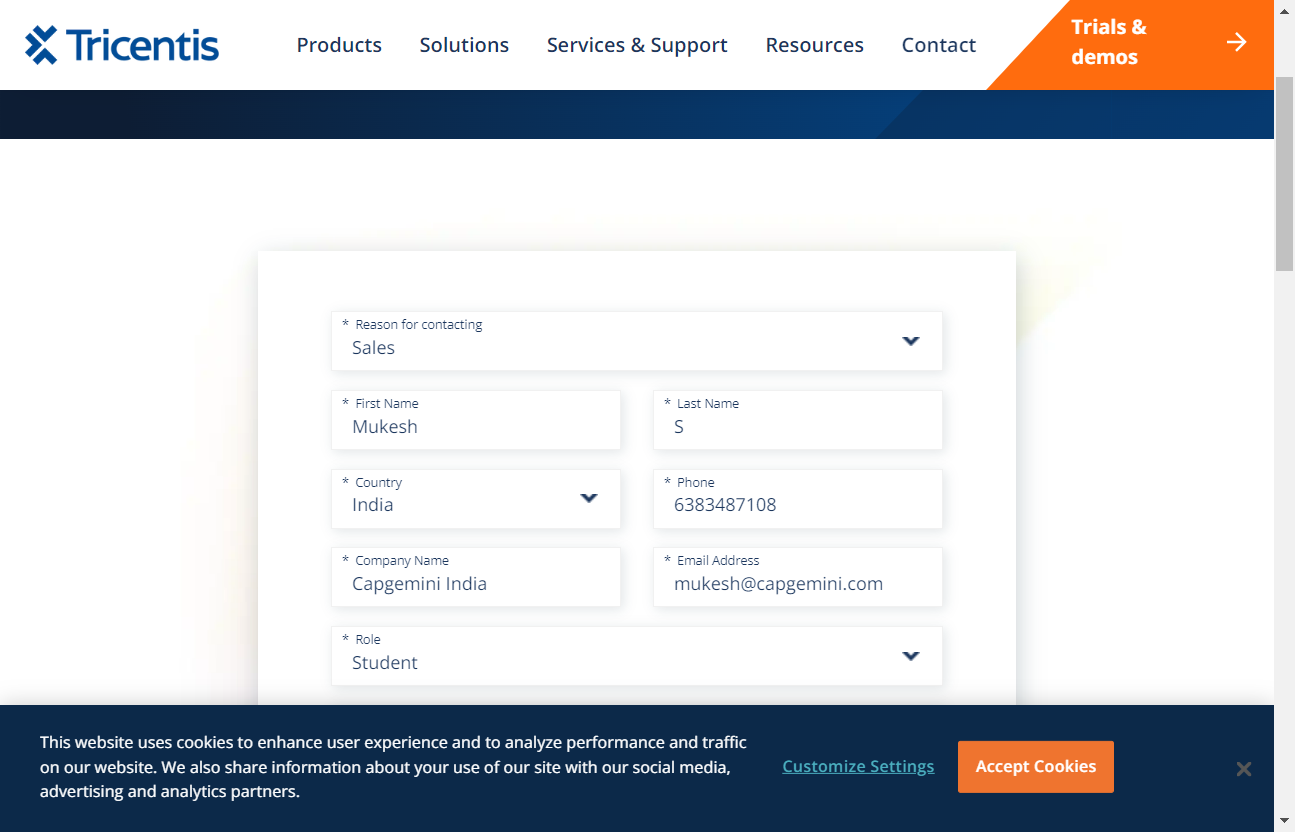 Tricentis
Products Solutions Services & Support Resources Contact
Trials &
demos
* Reason for contacting
Sales
* First Name
Mukesh
* Last Name
S
* Country
India
* Phone
6383487108
* Company Name
Capgemini India
* Email Address
mukesh@capgemini.com
* Role
Student
This website uses cookies to enhance user experience and to analyze performance and traffic
on our website. We also share information about your use of our site with our social media,
advertising and analytics partners.
Customize Settings
Accept Cookies